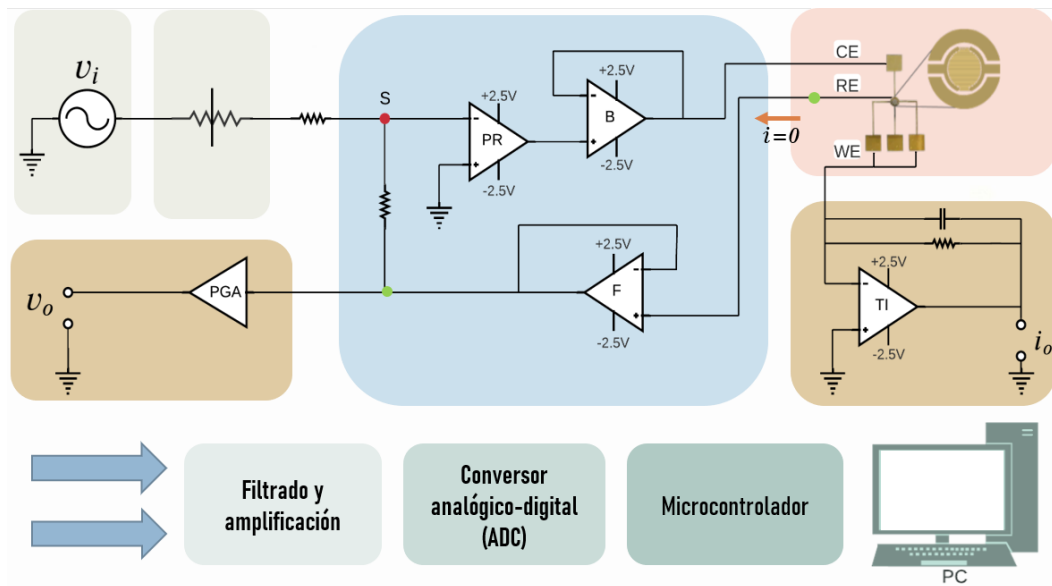 v_i
S
+2.5V
-
PR
+
-2.5V
+2.5V
-
B
+
-2.5V
CE
RE
i=0
WE
v_o
PGA
+2.5V
-
F
+
-2.5V
+2.5V
-
TI
+
-2.5V
i_o
Filtrado y
amplificación
Conversor
analógico-digital
(ADC)
Microcontrolador
PC